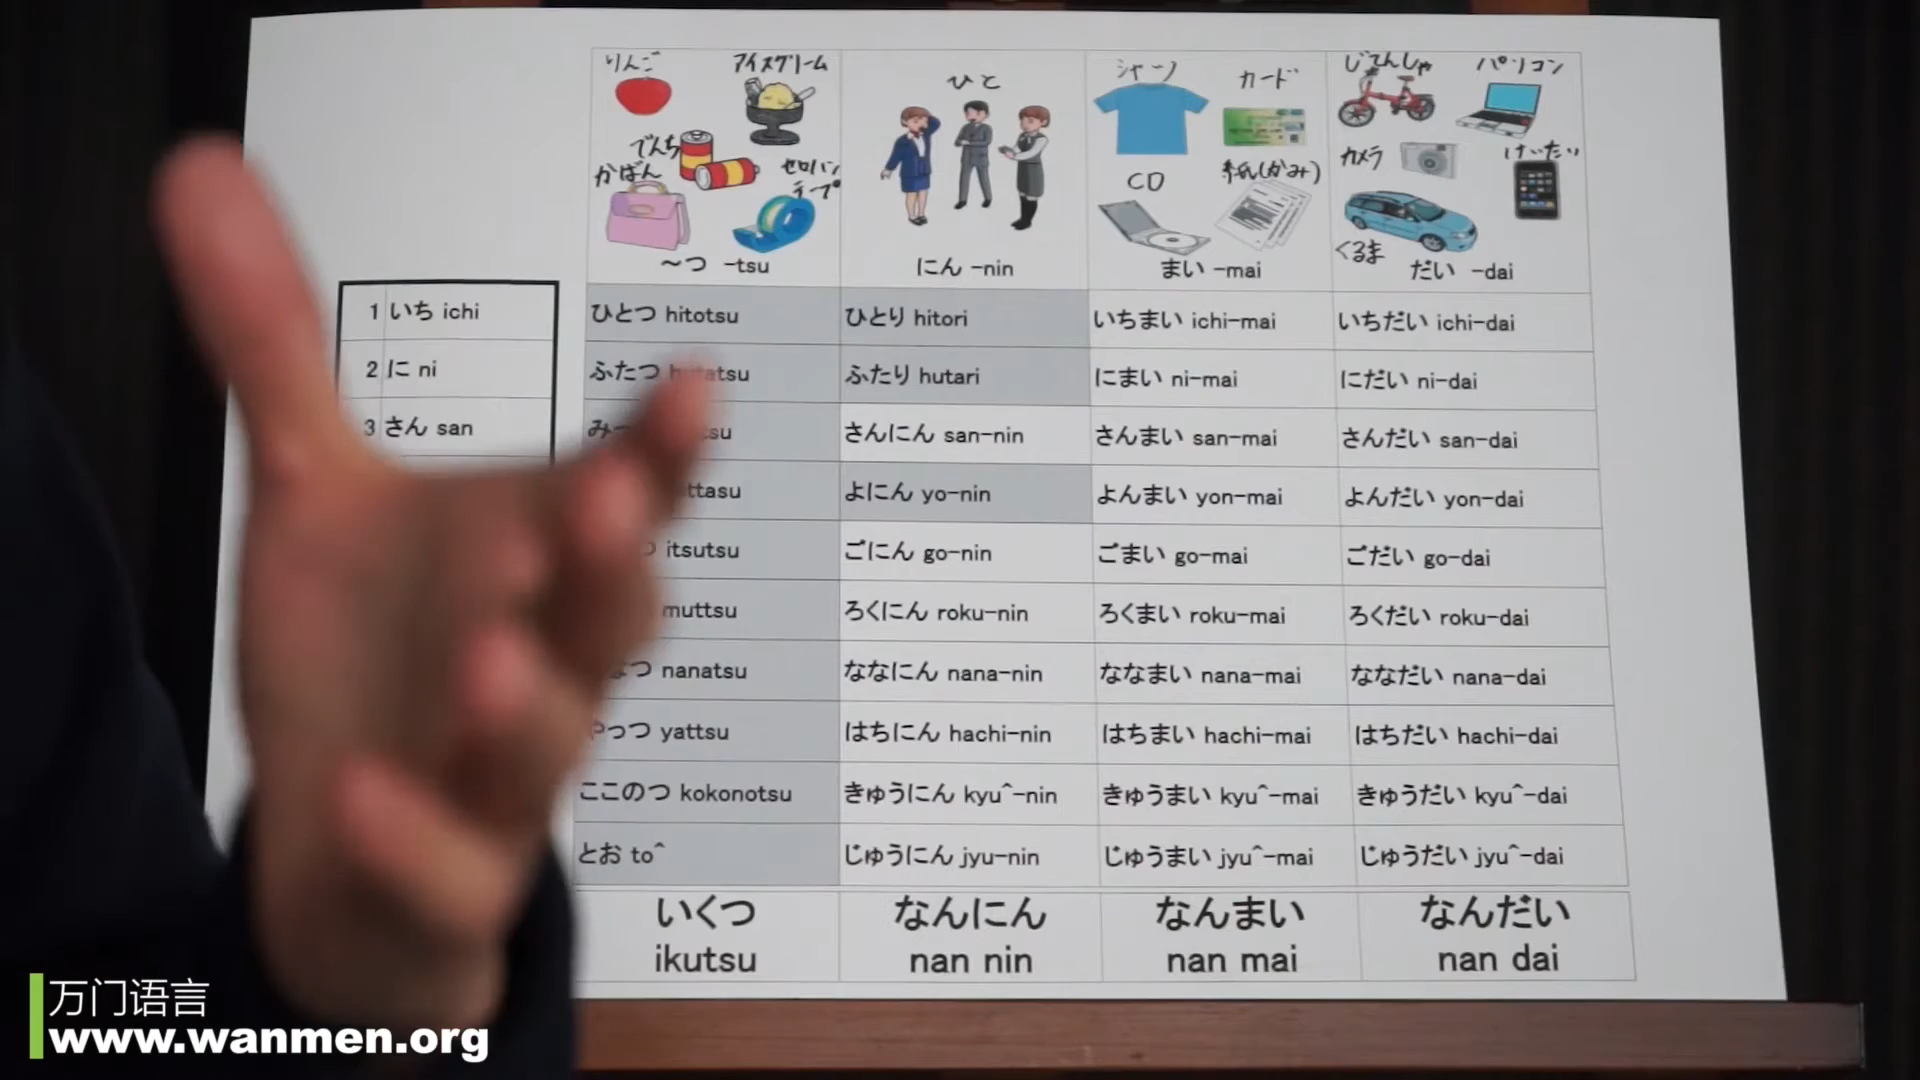 りんご アイスクリーム
でんち
かばん セロハン
テープ
〜つ -tsu
ひと
にん -nin
シャツ カード
CD 紙(かみ)
まい -mai
じてんしゃ パソコン
カメラ けいたい
くるま
だい -dai
1 いち ichi ひとつ hitotsu ひとり hitori いちまい ichi-mai いちだい ichi-dai
2 に ni ふたつ ふたり hutari にまい ni-mai にだい ni-dai
3 さん san さんにん san-nin さんまい san-mai さんだい san-dai
よにん yo-nin よんまい yon-mai よんだい yon-dai
itsutsu ごにん go-nin ごまい go-mai ごだい go-dai
muttsu ろくにん roku-nin ろくまい roku-mai ろくだい roku-dai
nanatsu ななにん nana-nin ななまい nana-mai ななだい nana-dai
やっつ yattsu はちにん hachi-nin はちまい hachi-mai はちだい hachi-dai
ここのつ kokonotsu きゅうにん kyu^-nin きゅうまい kyu^-mai きゅうだい kyu^-dai
とお to^ じゅうにん jyu-nin じゅうまい jyu^-mai じゅうだい jyu^-dai
いくつ なんにん なんまい なんだい
ikutsu nan nin nan mai nan dai
万门语言
www.wanmen.org